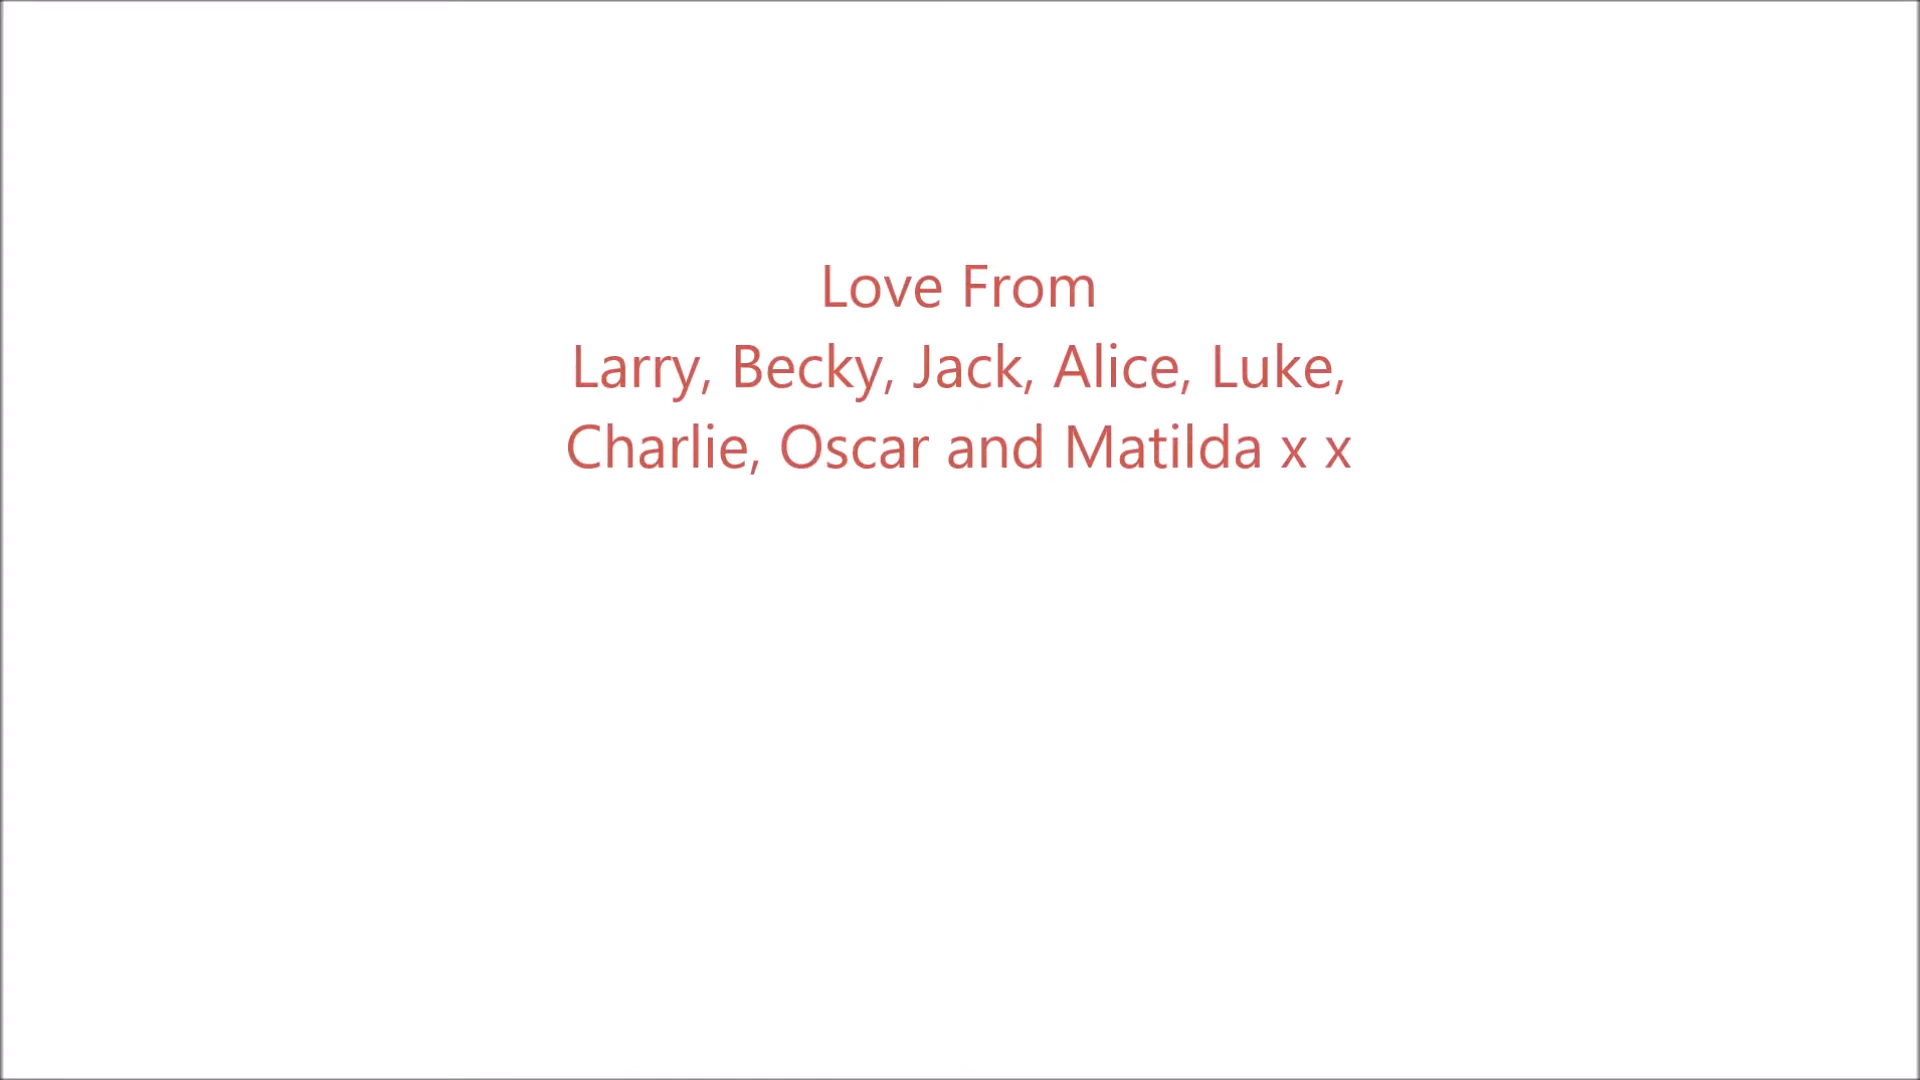 Love From
Larry, Becky, Jack, Alice, Luke,
Charlie, Oscar and Matilda x x